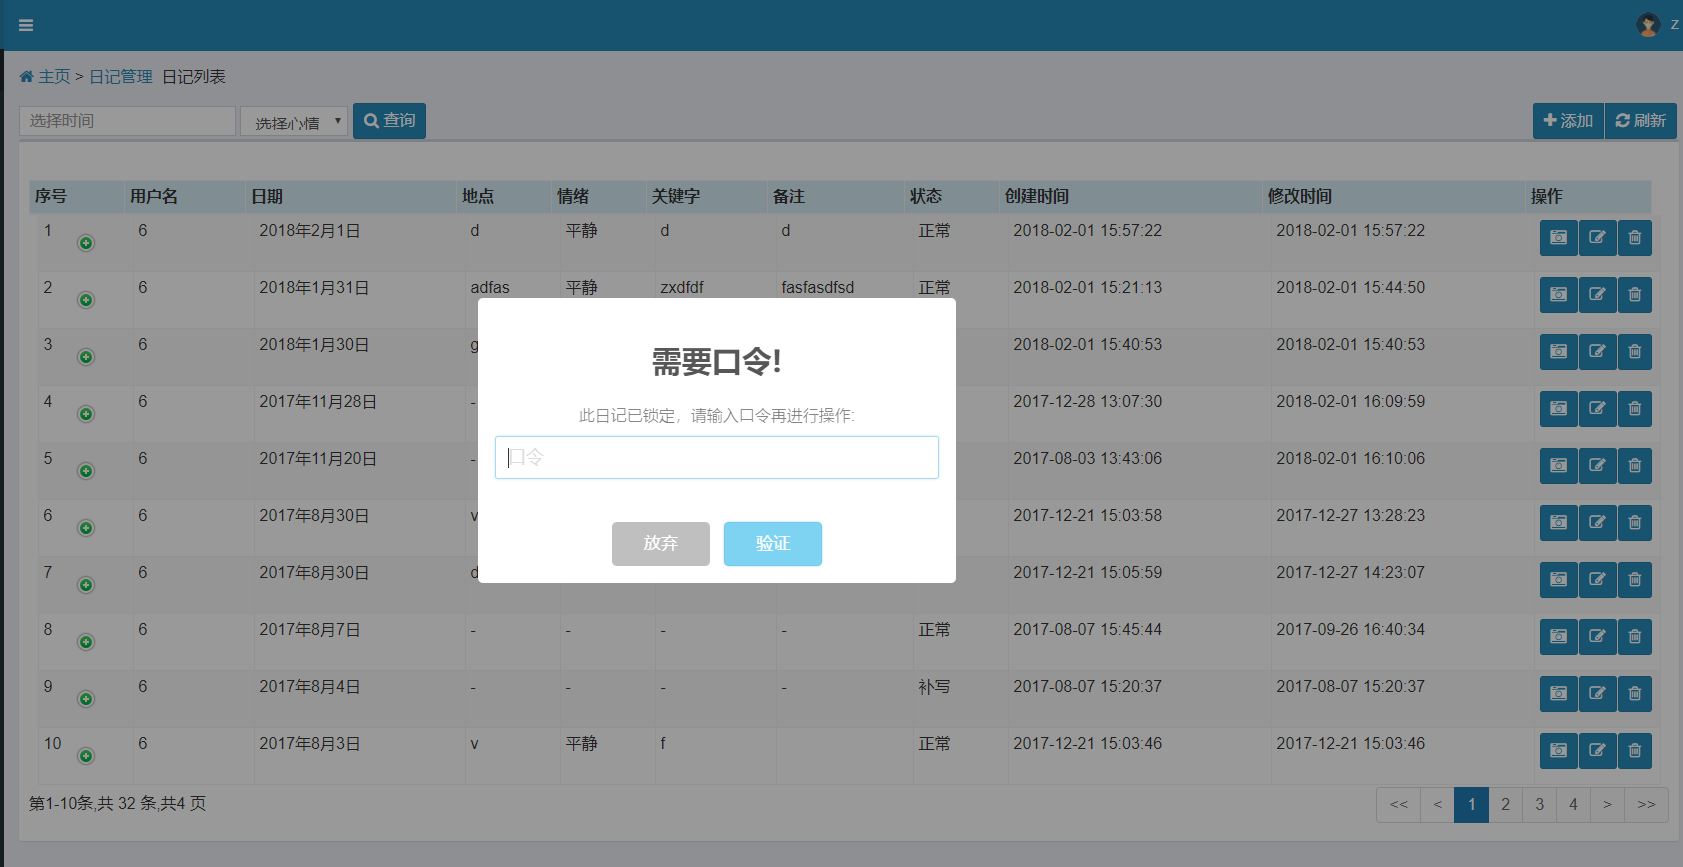 z
主页 > 日记管理 日记列表
选择时间 选择心情 查询 添加 刷新
序号 用户名 日期 地点 情绪 关键字 备注 状态 创建时间 修改时间 操作
1 6 2018年2月1日 d 平静 d d 正常 2018-02-01 15:57:22 2018-02-01 15:57:22
2 6 2018年1月31日 adfas 平静 zxdfdf fasfasdfsd 正常 2018-02-01 15:21:13 2018-02-01 15:44:50
3 6 2018年1月30日 g 2018-02-01 15:40:53 2018-02-01 15:40:53
需要口令!
4 6 2017年11月28日 - 2017-12-28 13:07:30 2018-02-01 16:09:59
此日记已锁定，请输入口令再进行操作:
口令
5 6 2017年11月20日 - 2017-08-03 13:43:06 2018-02-01 16:10:06
6 6 2017年8月30日 v 2017-12-21 15:03:58 2017-12-27 13:28:23
放弃 验证
7 6 2017年8月30日 d 2017-12-21 15:05:59 2017-12-27 14:23:07
8 6 2017年8月7日 - - - - 正常 2017-08-07 15:45:44 2017-09-26 16:40:34
9 6 2017年8月4日 - - - - 补写 2017-08-07 15:20:37 2017-08-07 15:20:37
10 6 2017年8月3日 v 平静 f 正常 2017-12-21 15:03:46 2017-12-21 15:03:46
第1-10条,共 32 条,共4 页 << < 1 2 3 4 > >>